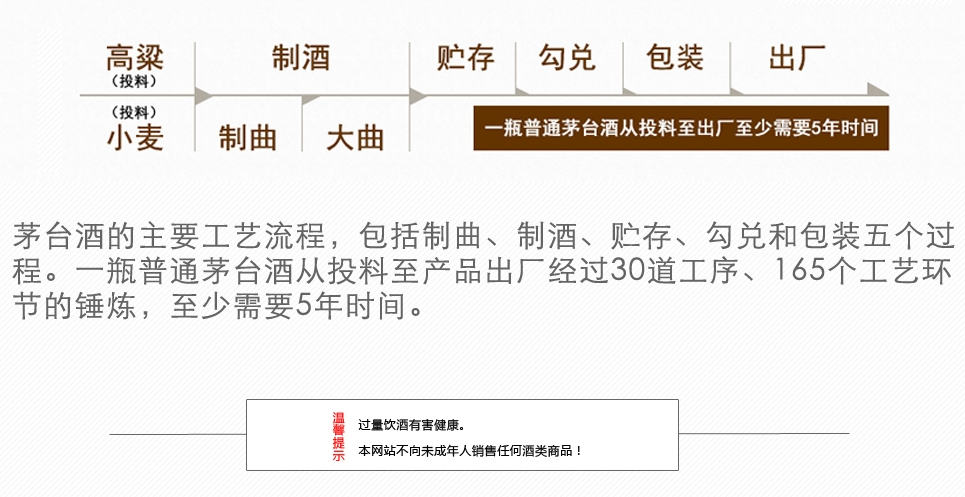 高粱 制酒 贮存 勾兑 包装 出厂
（投料）
（投料）
小麦 制曲 大曲
一瓶普通茅台酒从投料至出厂至少需要5年时间
茅台酒的主要工艺流程，包括制曲、制酒、贮存、勾兑和包装五个过
程。一瓶普通茅台酒从投料至产品出厂经过30道工序、165个工艺环
节的锤炼，至少需要5年时间。
温馨提示
过量饮酒有害健康。
本网站不向未成年人销售任何酒类商品！